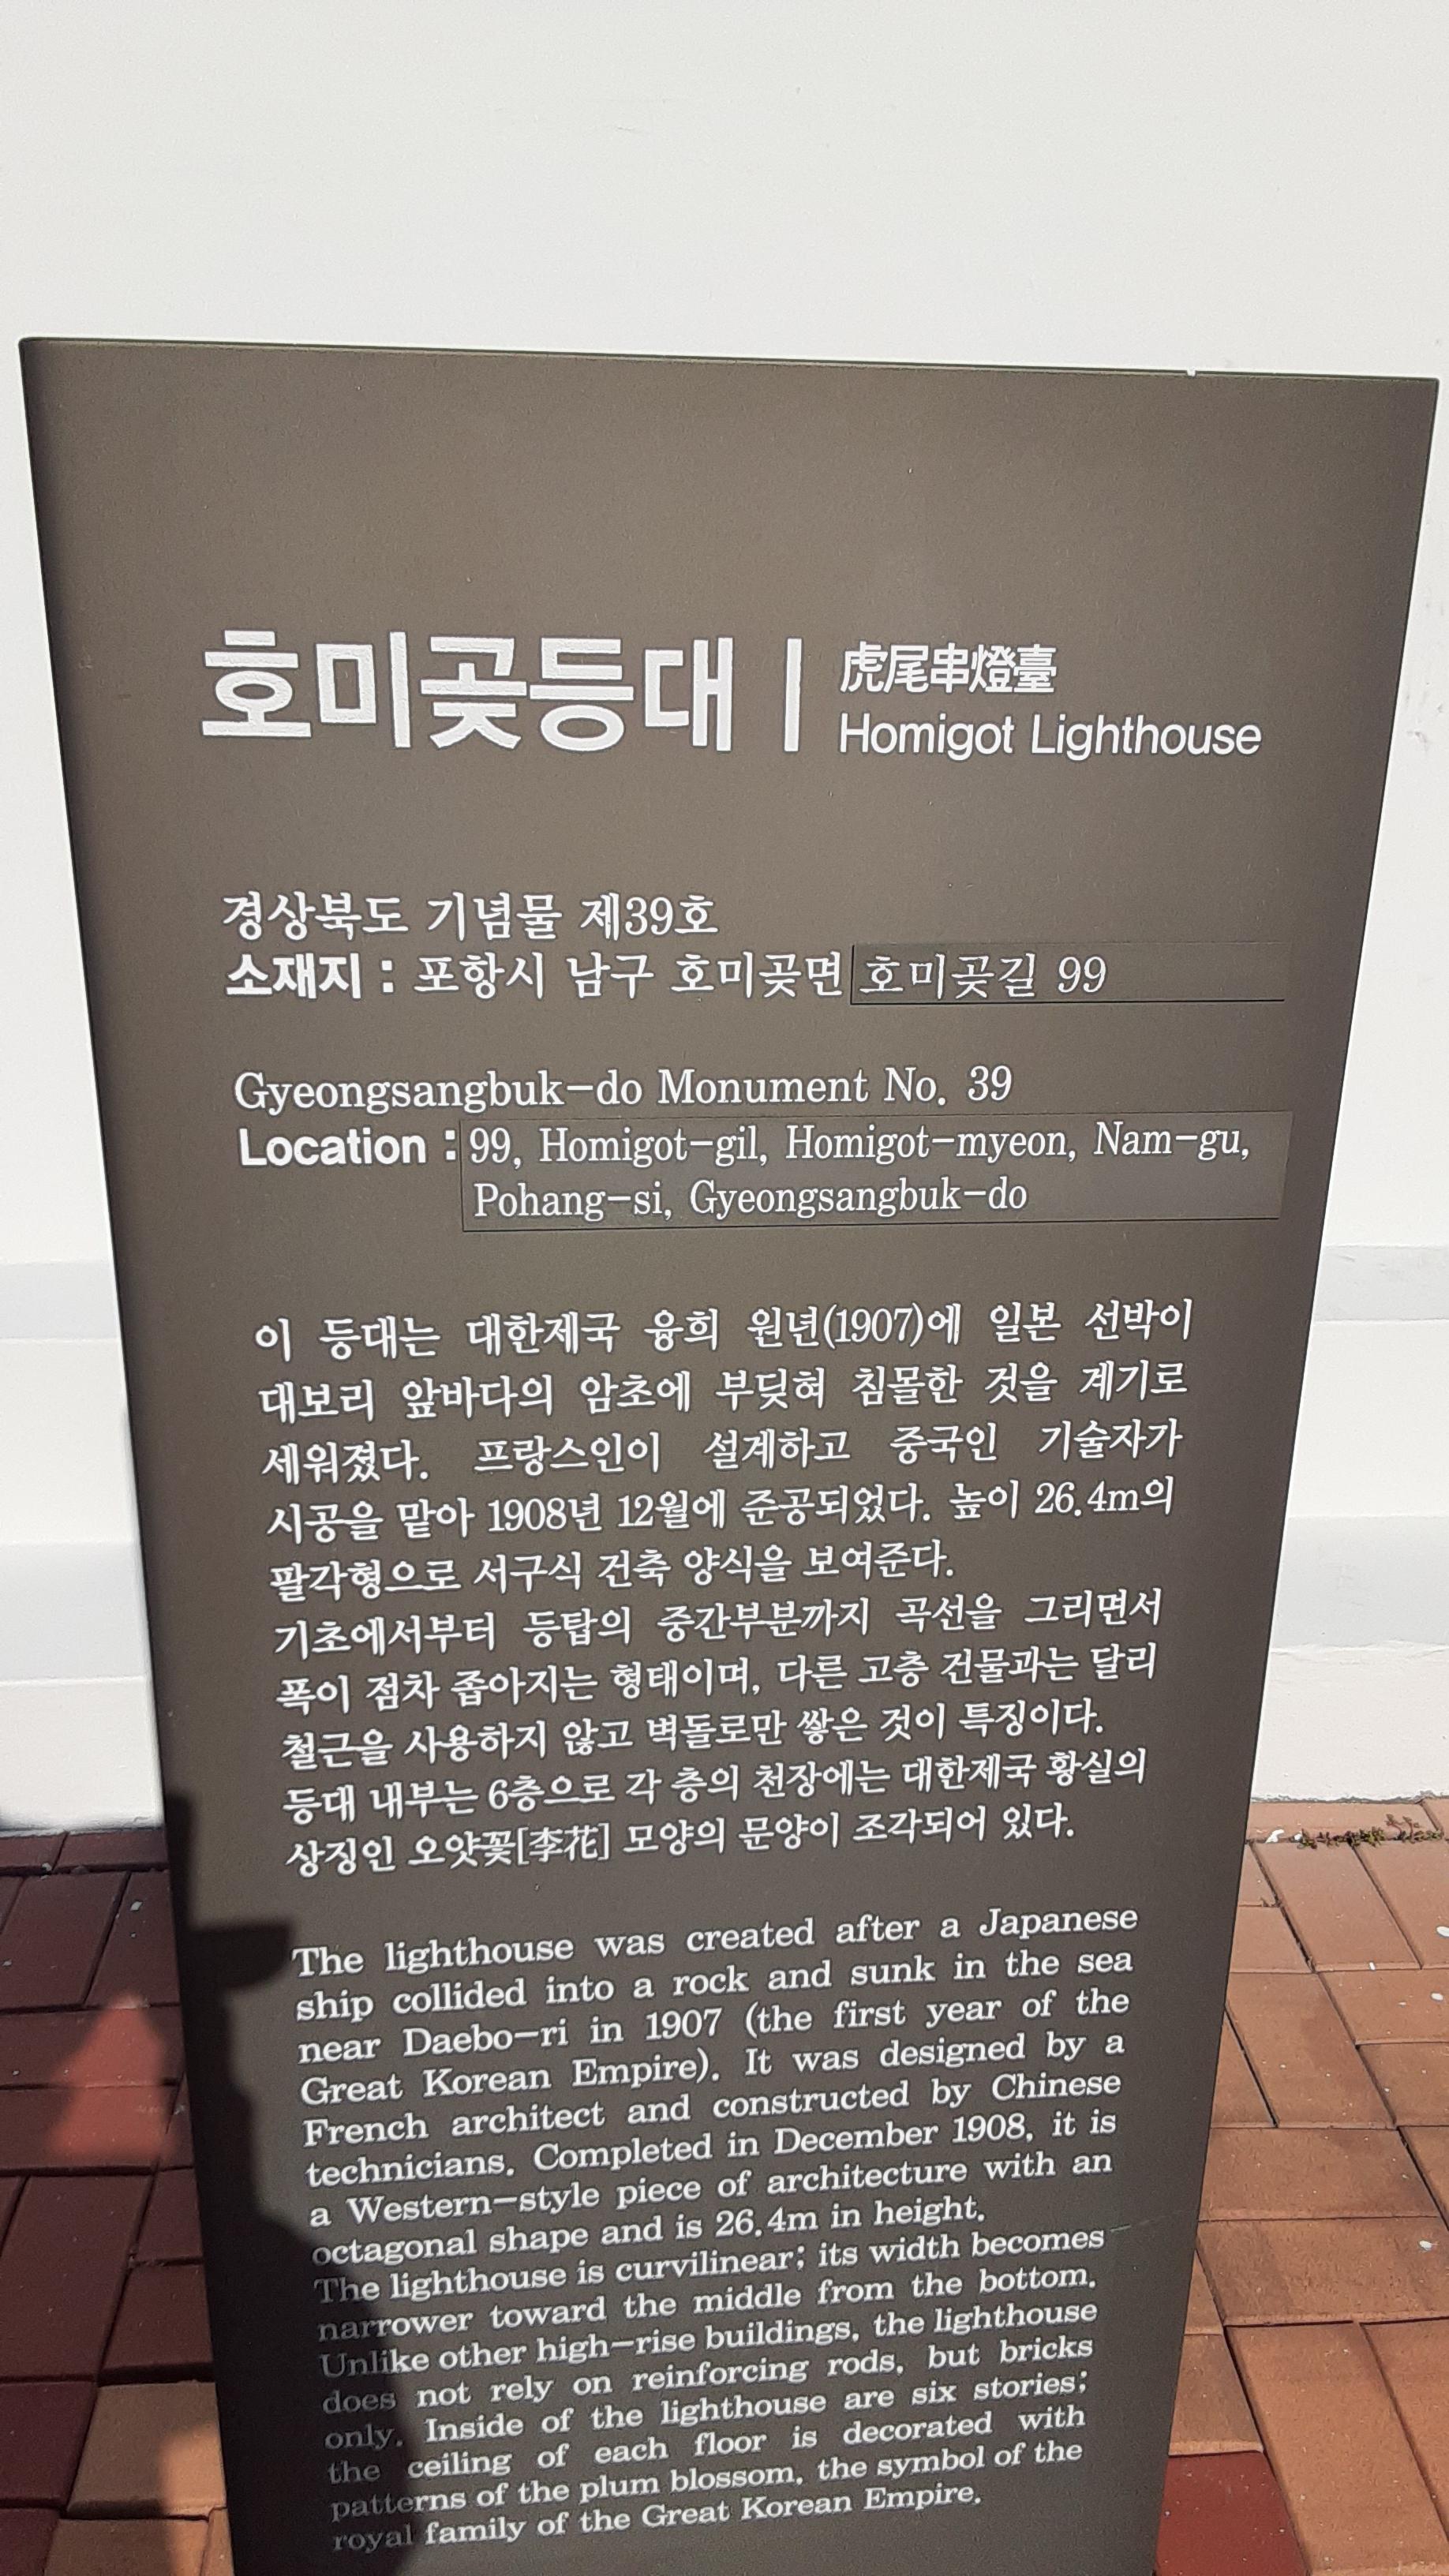 호미곶등대 | 虎尾串燈臺
Homigot Lighthouse
경상북도 기념물 제39호
소재지 : 포항시 남구 호미곶면 호미곶길 99
Gyeongsangbuk-do Monument No. 39
Location : 99, Homigot-gil, Homigot-myeon, Nam-gu,
Pohang-si, Gyeongsangbuk-do
이 등대는 대한제국 융희 원년(1907)에 일본 선박이
대보리 앞바다의 암초에 부딪혀 침몰한 것을 계기로
세워졌다. 프랑스인이 설계하고 중국인 기술자가
시공을 맡아 1908년 12월에 준공되었다. 높이 26.4m의
팔각형으로 서구식 건축 양식을 보여준다.
기초에서부터 등탑의 중간부분까지 곡선을 그리면서
폭이 점차 좁아지는 형태이며, 다른 고층 건물과는 달리
철근을 사용하지 않고 벽돌로만 쌓은 것이 특징이다.
등대 내부는 6층으로 각 층의 천장에는 대한제국 황실의
상징인 오얏꽃[李花] 모양의 문양이 조각되어 있다.
The lighthouse was created after a Japanese
ship collided into a rock and sunk in the sea
near Daebo-ri in 1907 (the first year of the
Great Korean Empire). It was designed by a
French architect and constructed by Chinese
technicians. Completed in December 1908, it is
a Western-style piece of architecture with an
octagonal shape and is 26.4m in height.
The lighthouse is curvilinear; its width becomes
narrower toward the middle from the bottom.
Unlike other high-rise buildings, the lighthouse
does not rely on reinforcing rods, but bricks
only. Inside of the lighthouse are six stories;
the ceiling of each floor is decorated with
patterns of the plum blossom, the symbol of the
royal family of the Great Korean Empire.